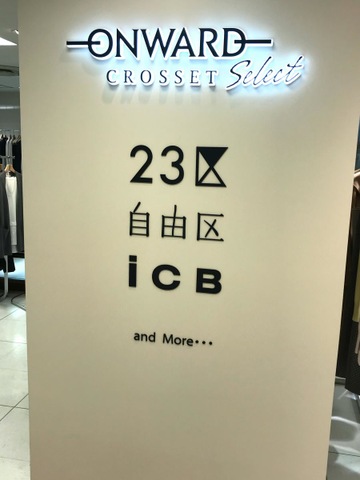 ONWARD
CROSSET Select
23区
自由区
iCB
and More･･･